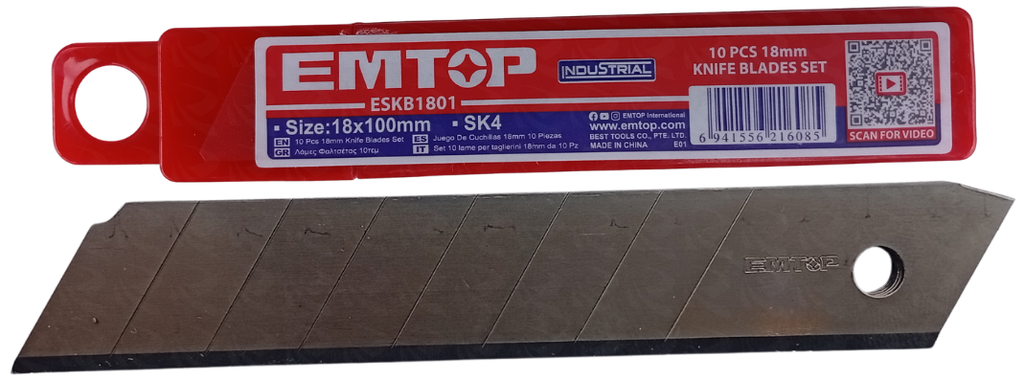 EMTOP
ESKB1801
INDUSTRIAL
10 PCS 18mm
KNIFE BLADES SET
▪ Size:18x100mm ▪ SK4
EN 10 Pcs 18mm Knife Blades Set
ES Juego De Cuchillas 18mm 10 Piezas
GR Λάμες Φαλτσέτας 10τεμ
IT Set 10 lame per taglierini 18mm da 10 Pz
EMTOP International
www.emtop.com
BEST TOOLS CO., PTE. LTD.
MADE IN CHINA E01
6 941556 216085
SCAN FOR VIDEO
EMTOP